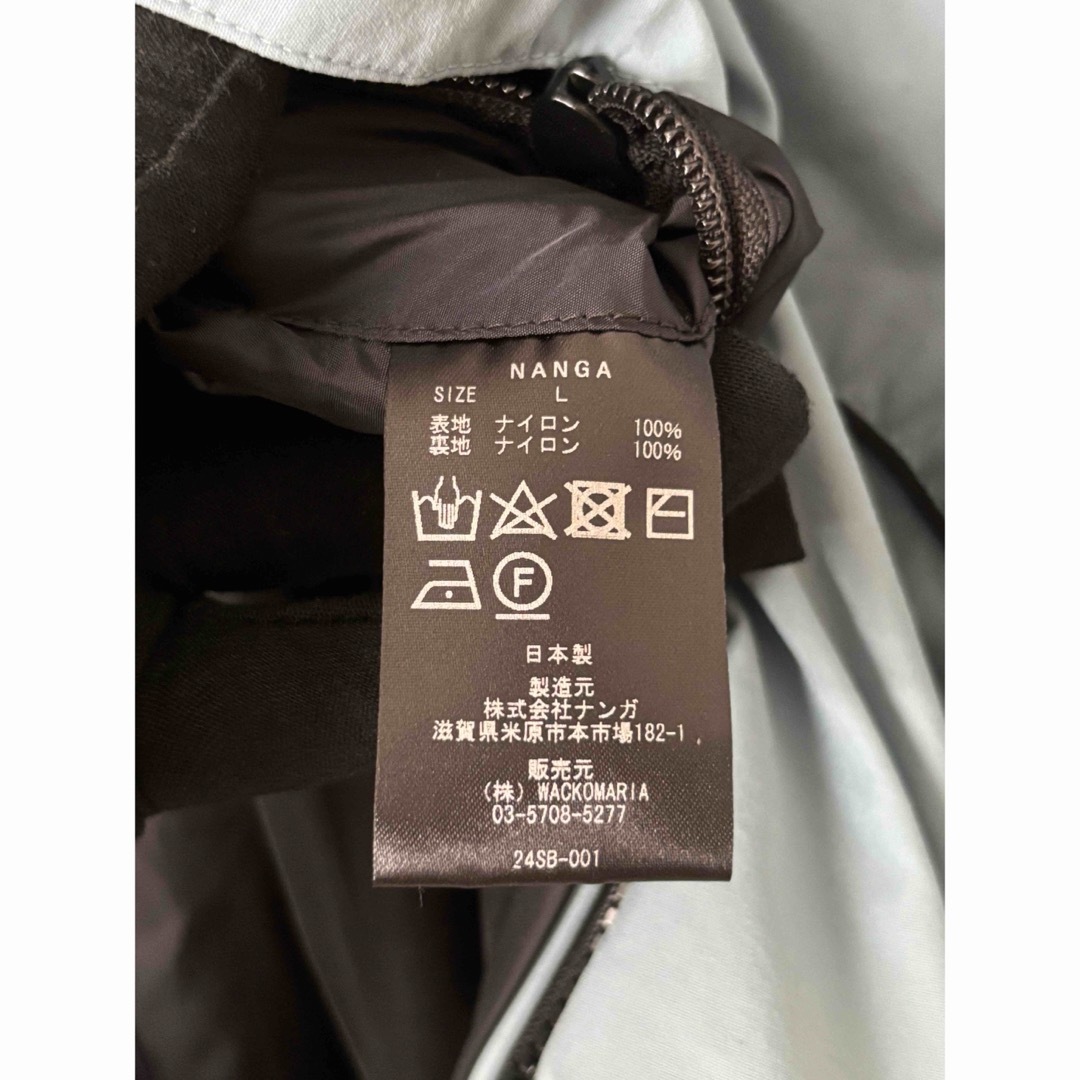 NANGA
SIZE L
表地 ナイロン 100%
裏地 ナイロン 100%
F
日本製
製造元
株式会社ナンガ
滋賀県米原市本市場182-1
販売元
(株) WACKOMARIA
03-5708-5277
24SB-001